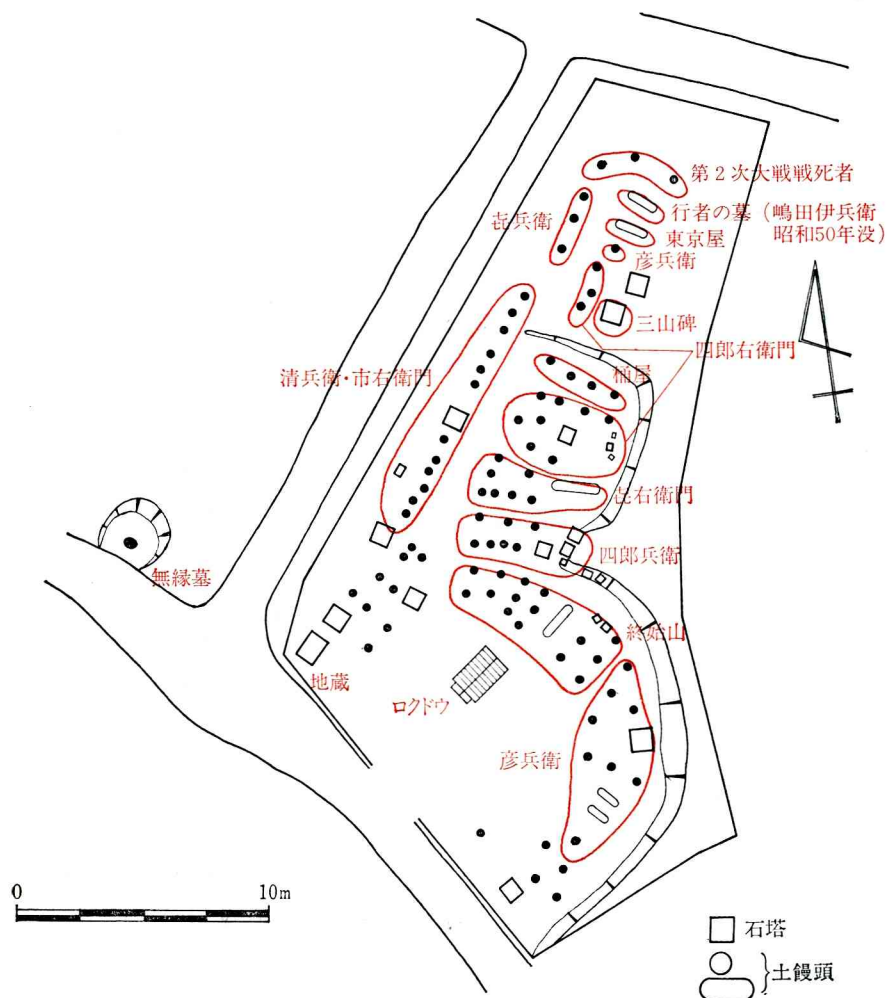 第2次大戦戦死者
行者の墓（嶋田伊兵衛
昭和50年没）
㐂兵衛
東京屋
彦兵衛
三山碑
四郎右衛門
桶屋
清兵衛・市右衛門
㐂右衛門
四郎兵衛
無縁墓
終始山
地蔵
ロクドウ
彦兵衛
0
10m
石塔
土饅頭